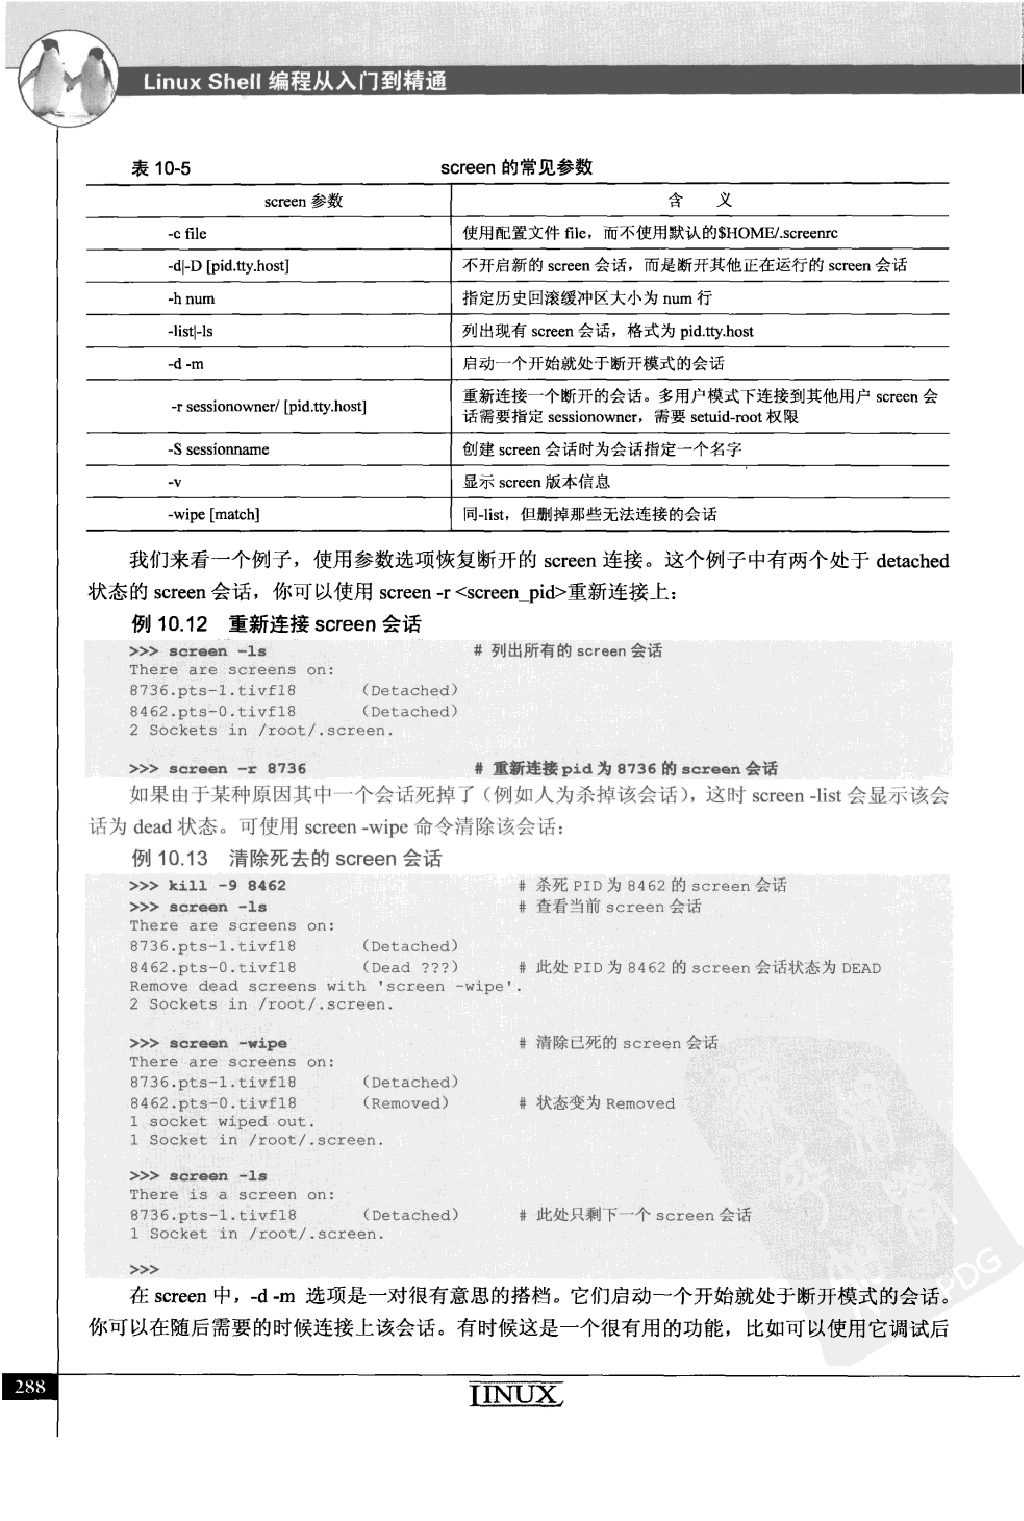 Linux Shell 编程从入门到精通
表 10-5 screen 的常见参数
screen 参数 含 义
-c file 使用配置文件 file，而不使用默认的$HOME/.screenrc
-d|-D [pid.tty.host] 不开启新的 screen 会话，而是断开其他正在运行的 screen 会话
-h num 指定历史回滚缓冲区大小为 num 行
-list|-ls 列出现有 screen 会话，格式为 pid.tty.host
-d -m 启动一个开始就处于断开模式的会话
-r sessionowner/ [pid.tty.host] 重新连接一个断开的会话。多用户模式下连接到其他用户 screen 会
话需要指定 sessionowner，需要 setuid-root 权限
-S sessionname 创建 screen 会话时为会话指定一个名字
-v 显示 screen 版本信息
-wipe [match] 同-list，但删掉那些无法连接的会话
我们来看一个例子，使用参数选项恢复断开的 screen 连接。这个例子中有两个处于 detached
状态的 screen 会话，你可以使用 screen -r <screen_pid>重新连接上：
例 10.12 重新连接 screen 会话
>>> screen -ls # 列出所有的 screen 会话
There are screens on:
8736.pts-1.tivf18 (Detached)
8462.pts-0.tivf18 (Detached)
2 Sockets in /root/.screen.
>>> screen -r 8736 # 重新连接 pid 为 8736 的 screen 会话
如果由于某种原因其中一个会话死掉了（例如人为杀掉该会话），这时 screen -list 会显示该会
话为 dead 状态。可使用 screen -wipe 命令清除该会话：
例 10.13 清除死去的 screen 会话
>>> kill -9 8462 # 杀死 PID 为 8462 的 screen 会话
>>> screen -ls # 查看当前 screen 会话
There are screens on:
8736.pts-1.tivf18 (Detached)
8462.pts-0.tivf18 (Dead ???) # 此处 PID 为 8462 的 screen 会话状态为 DEAD
Remove dead screens with 'screen -wipe'.
2 Sockets in /root/.screen.
>>> screen -wipe # 清除已死的 screen 会话
There are screens on:
8736.pts-1.tivf18 (Detached)
8462.pts-0.tivf18 (Removed) # 状态变为 Removed
1 socket wiped out.
1 Socket in /root/.screen.
>>> screen -ls
There is a screen on:
8736.pts-1.tivf18 (Detached) # 此处只剩下一个 screen 会话
1 Socket in /root/.screen.
>>>
在 screen 中，-d -m 选项是一对很有意思的搭档。它们启动一个开始就处于断开模式的会话。
你可以在随后需要的时候连接上该会话。有时候这是一个很有用的功能，比如可以使用它调试后
PDG
288
LINUX